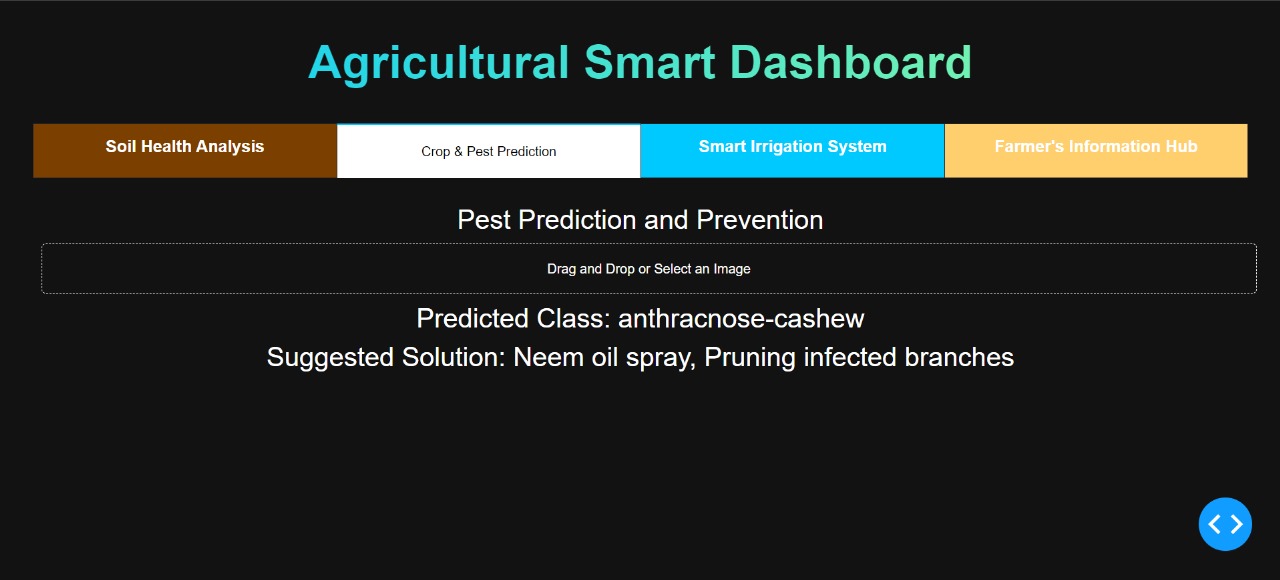 Agricultural Smart Dashboard
Soil Health Analysis
Crop & Pest Prediction
Smart Irrigation System
Farmer's Information Hub
Pest Prediction and Prevention
Drag and Drop or Select an Image
Predicted Class: anthracnose-cashew
Suggested Solution: Neem oil spray, Pruning infected branches